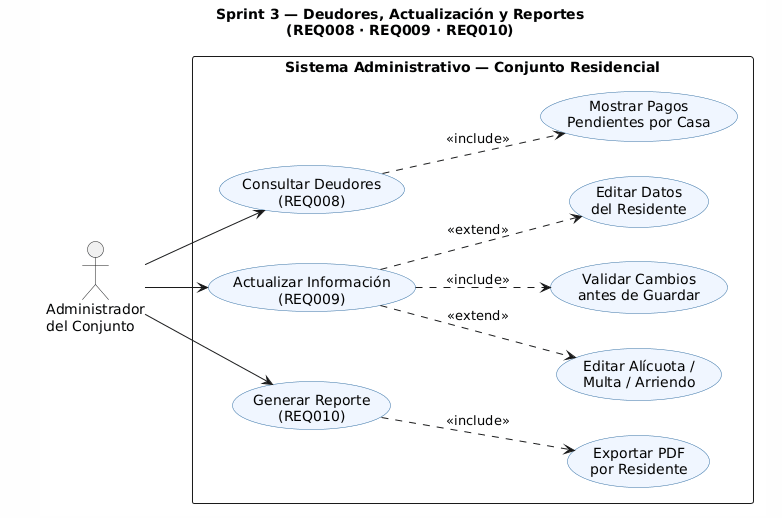 Sprint 3 — Deudores, Actualización y Reportes
(REQ008 · REQ009 · REQ010)
Sistema Administrativo — Conjunto Residencial
Mostrar Pagos
Pendientes por Casa
«include»
Consultar Deudores
(REQ008)
Editar Datos
del Residente
«extend»
Actualizar Información
(REQ009)
«include»
Validar Cambios
antes de Guardar
Administrador
del Conjunto
«extend»
Editar Alícuota /
Multa / Arriendo
Generar Reporte
(REQ010)
«include»
Exportar PDF
por Residente